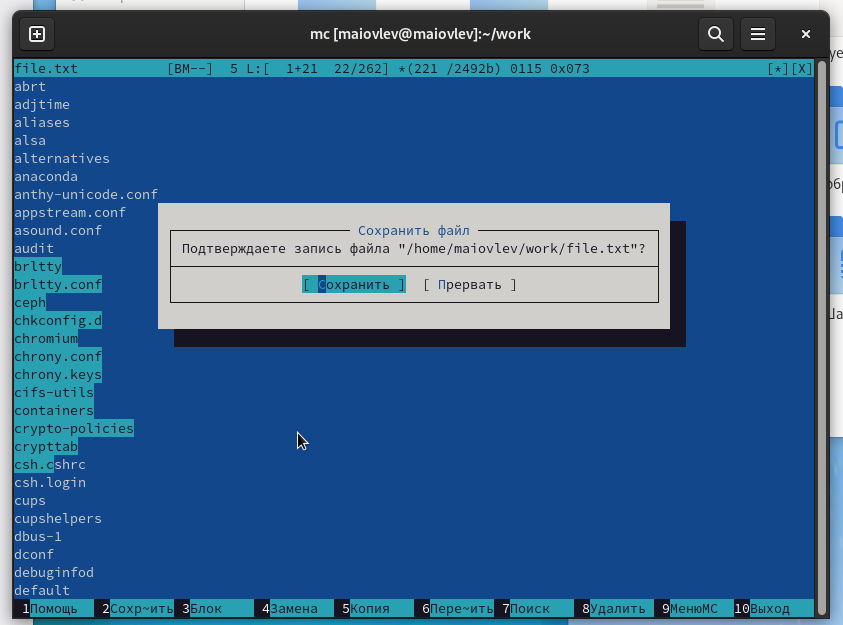 mc [maiovlev@maiovlev]:~/work
file.txt [BM--] 5 L:[ 1+21 22/262] *(221 /2492b) 0115 0x073 [*][X]
abrt
adjtime
aliases
alsa
alternatives
anaconda
anthy-unicode.conf
appstream.conf
asound.conf
audit
brltty
brltty.conf
ceph
chkconfig.d
chromium
chrony.conf
chrony.keys
cifs-utils
containers
crypto-policies
crypttab
csh.cshrc
csh.login
cups
cupshelpers
dbus-1
dconf
debuginfod
default
Сохранить файл
Подтверждаете запись файла "/home/maiovlev/work/file.txt"?
[ Сохранить ] [ Прервать ]
1Помощь 2Сохр~ить 3Блок 4Замена 5Копия 6Пере~ить 7Поиск 8Удалить 9МенюMC 10Выход